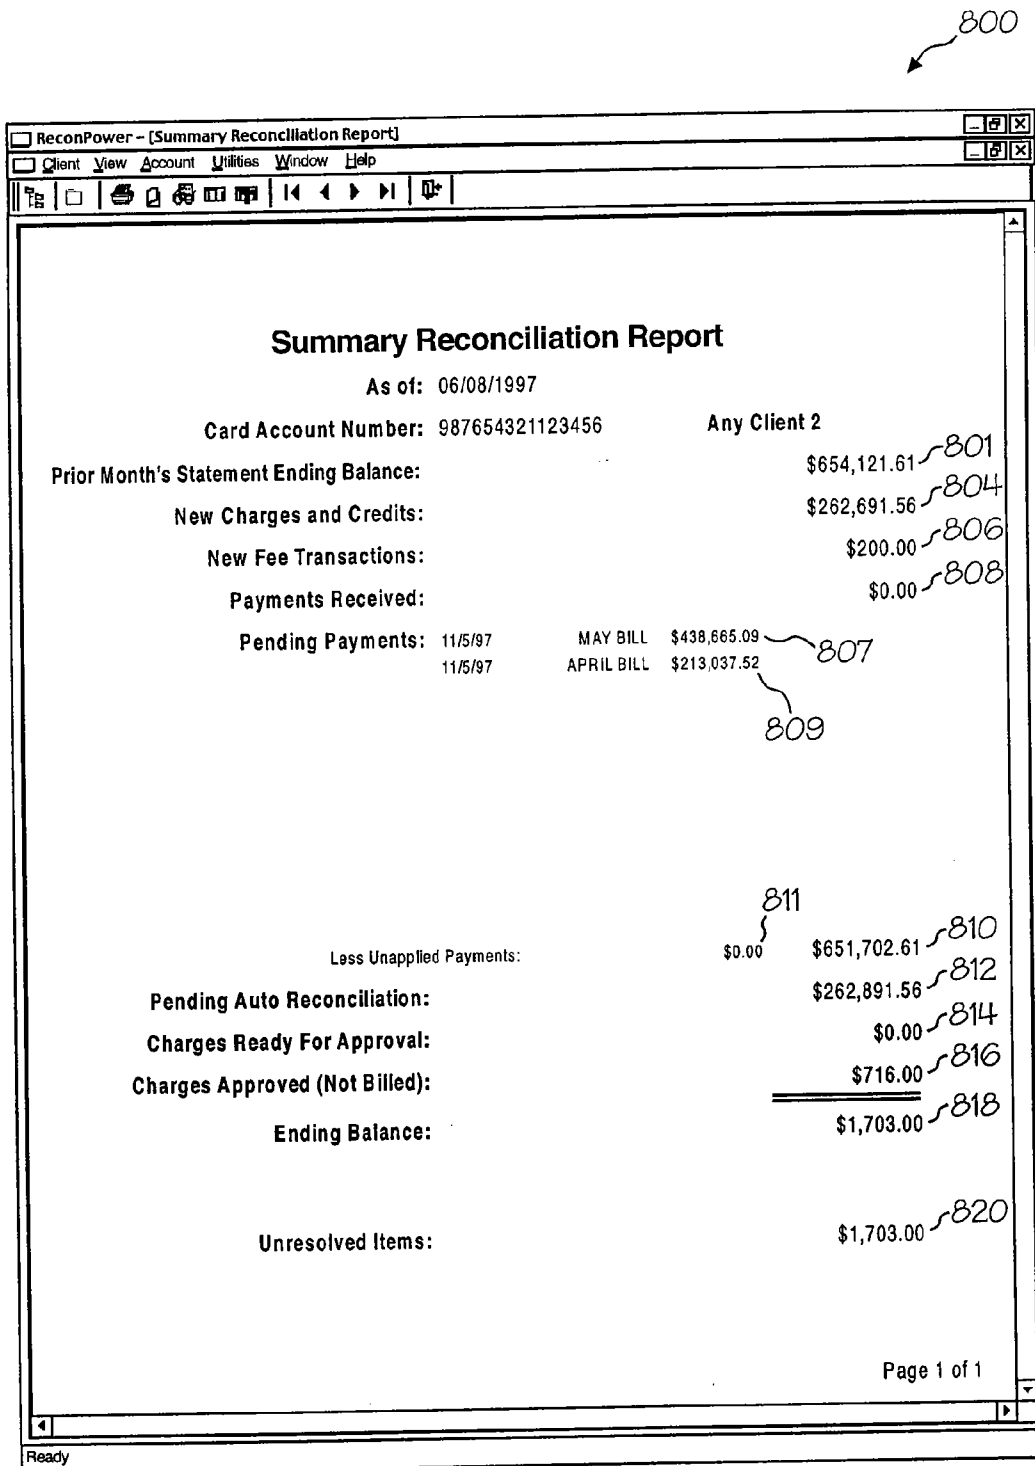 800
ReconPower – [Summary Reconciliation Report]
Client View Account Utilities Window Help
Summary Reconciliation Report
As of: 06/08/1997
Card Account Number: 987654321123456 Any Client 2
Prior Month's Statement Ending Balance: $654,121.61 801
New Charges and Credits: $262,691.56 804
New Fee Transactions: $200.00 806
Payments Received: $0.00 808
Pending Payments: 11/5/97 MAY BILL $438,665.09 807
11/5/97 APRIL BILL $213,037.52
809
811
Less Unapplied Payments: $0.00 $651,702.61 810
Pending Auto Reconciliation: $262,891.56 812
Charges Ready For Approval: $0.00 814
Charges Approved (Not Billed): $716.00 816
Ending Balance: $1,703.00 818
Unresolved Items: $1,703.00 820
Page 1 of 1
Ready